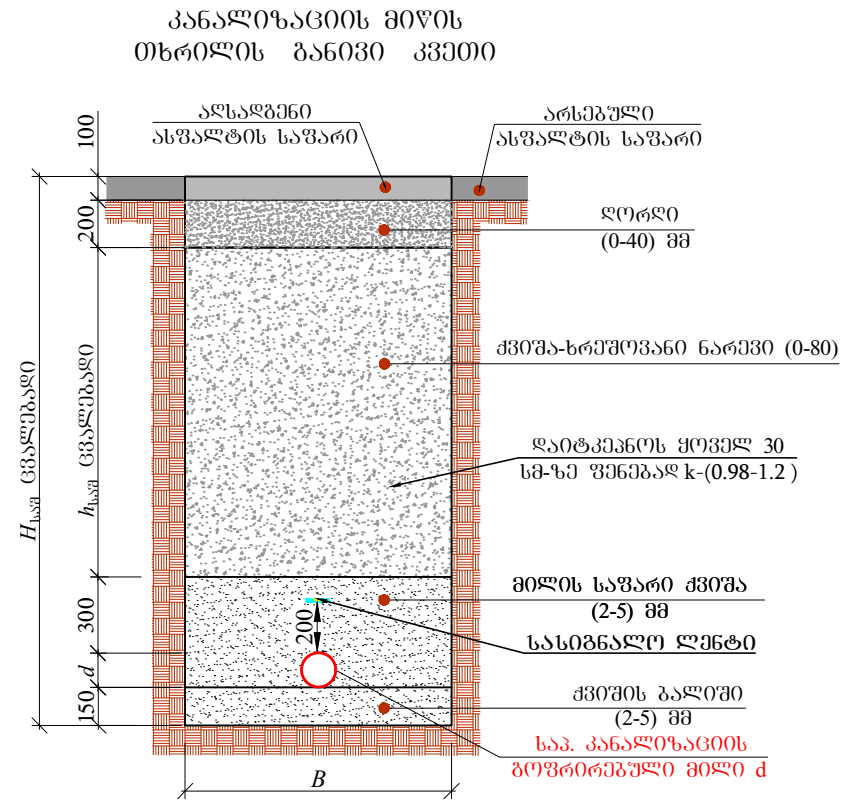 კანალიზაციის მიწის
თხრილის განივი კვეთი
აღსადგენი
ასფალტის საფარი
არსებული
ასფალტის საფარი
100
200
ღორღი
(0-40) მმ
ქვიშა-ხრეშოვანი ნარევი (0-80)
Hსაშ ცვალებადი
hსაშ ცვალებადი
დაიტკეპნოს ყოველ 30
სმ-ზე ფენებად k-(0.98-1.2 )
მილის საფარი ქვიშა
(2-5) მმ
300
200
სასიგნალო ლენტი
d
150
ქვიშის ბალიში
(2-5) მმ
საპ. კანალიზაციის
გოფრირებული მილი d
B